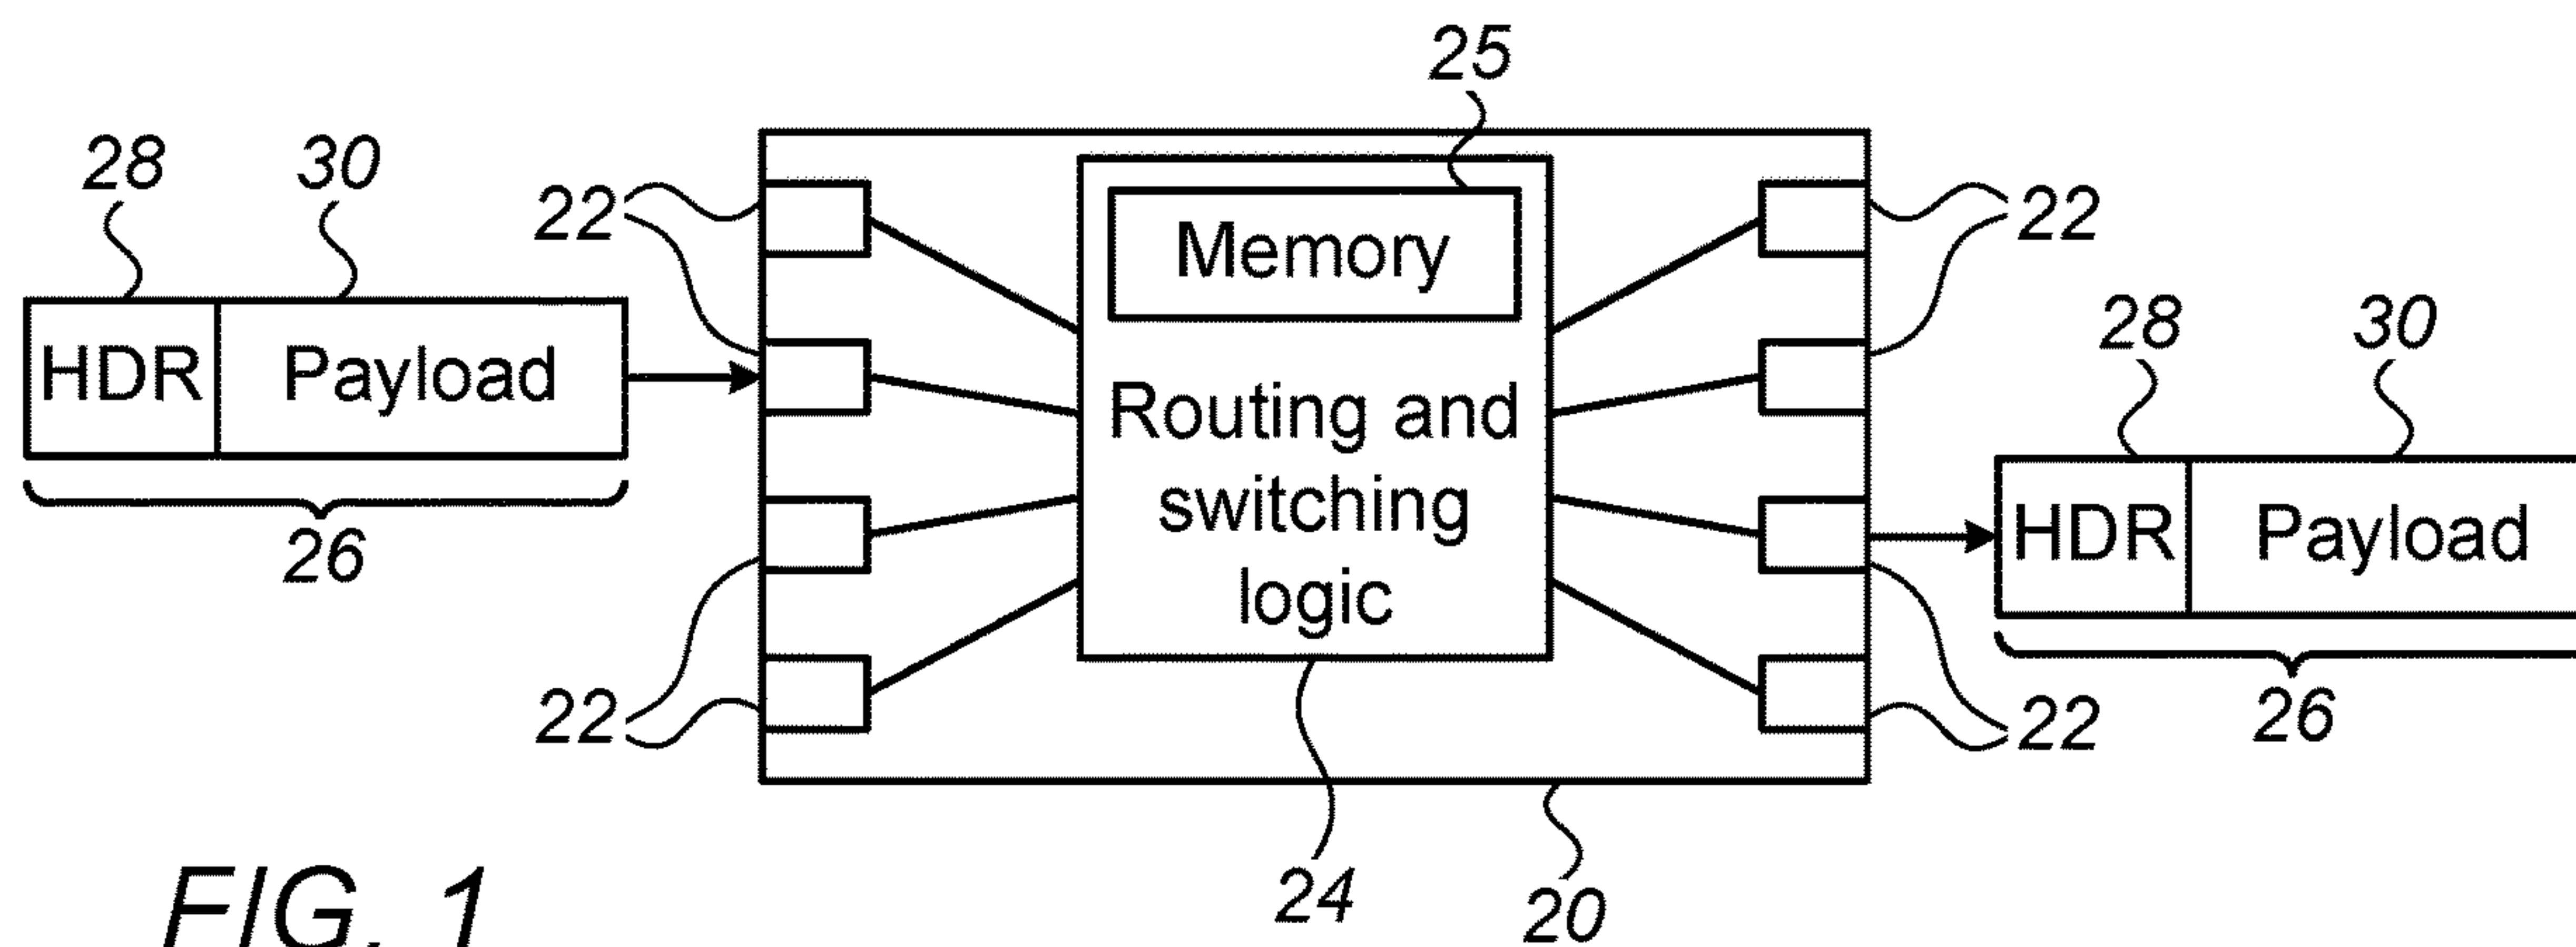 25
28
30
22
22
Memory
HDR
Payload
28
30
Routing and
switching
logic
HDR
Payload
26
22
22
26
24
20
FIG. 1